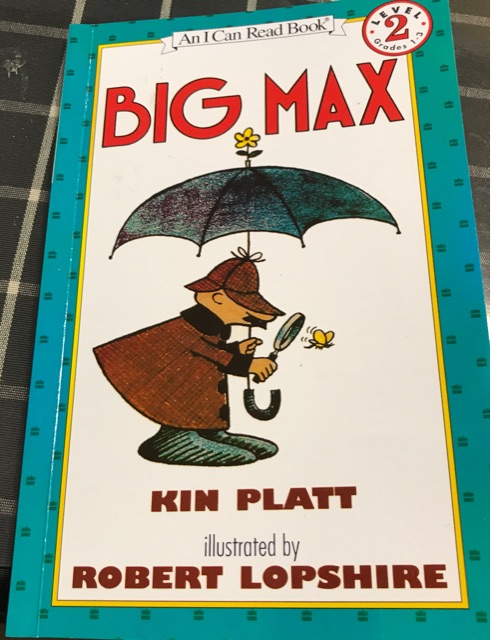 An I Can Read Book®
LEVEL
2
Grades 1-3
BIG MAX
KIN PLATT
illustrated by
ROBERT LOPSHIRE